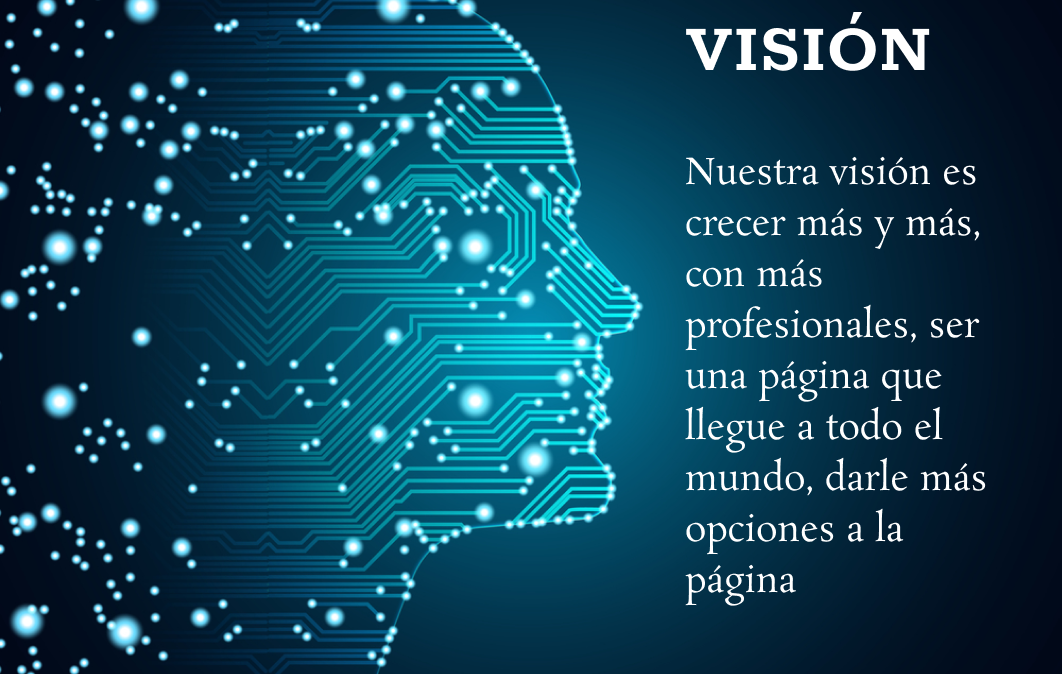 VISIÓN
Nuestra visión es
crecer más y más,
con más
profesionales, ser
una página que
llegue a todo el
mundo, darle más
opciones a la
página